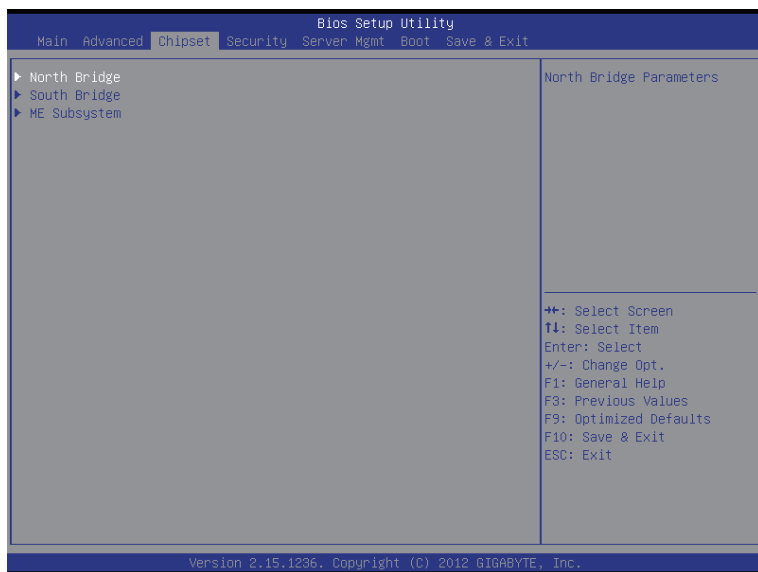 Bios Setup Utility
Main Advanced Chipset Security Server Mgmt Boot Save & Exit
▶ North Bridge
▶ South Bridge
▶ ME Subsystem
North Bridge Parameters
→←: Select Screen
↑↓: Select Item
Enter: Select
+/-: Change Opt.
F1: General Help
F3: Previous Values
F9: Optimized Defaults
F10: Save & Exit
ESC: Exit
Version 2.15.1236. Copyright (C) 2012 GIGABYTE, Inc.